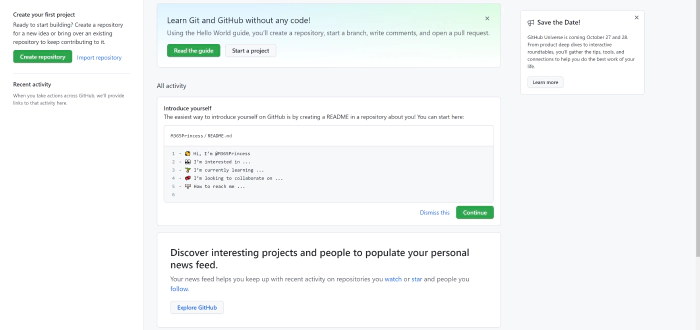 Create your first project
Ready to start building? Create a repository
for a new idea or bring over an existing
repository to keep contributing to it.
Create repository
Import repository
Recent activity
When you take actions across GitHub, we'll provide
links to that activity here.
Learn Git and GitHub without any code!
Using the Hello World guide, you'll create a repository, start a branch, write comments, and open a pull request.
Read the guide
Start a project
All activity
Introduce yourself
The easiest way to introduce yourself on GitHub is by creating a README in a repository about you! You can start here:
M365Princess / README.md
1 - 👋 Hi, I'm @M365Princess
2 - 👀 I'm interested in ...
3 - 🌱 I'm currently learning ...
4 - 💞️ I'm looking to collaborate on ...
5 - 📫 How to reach me ...
6
Dismiss this
Continue
Discover interesting projects and people to populate your personal
news feed.
Your news feed helps you keep up with recent activity on repositories you watch or star and people you
follow.
Explore GitHub
Save the Date!
GitHub Universe is coming October 27 and 28.
From product deep dives to interactive
roundtables, you'll gather the tips, tools, and
connections to help you do the best work of your
life.
Learn more